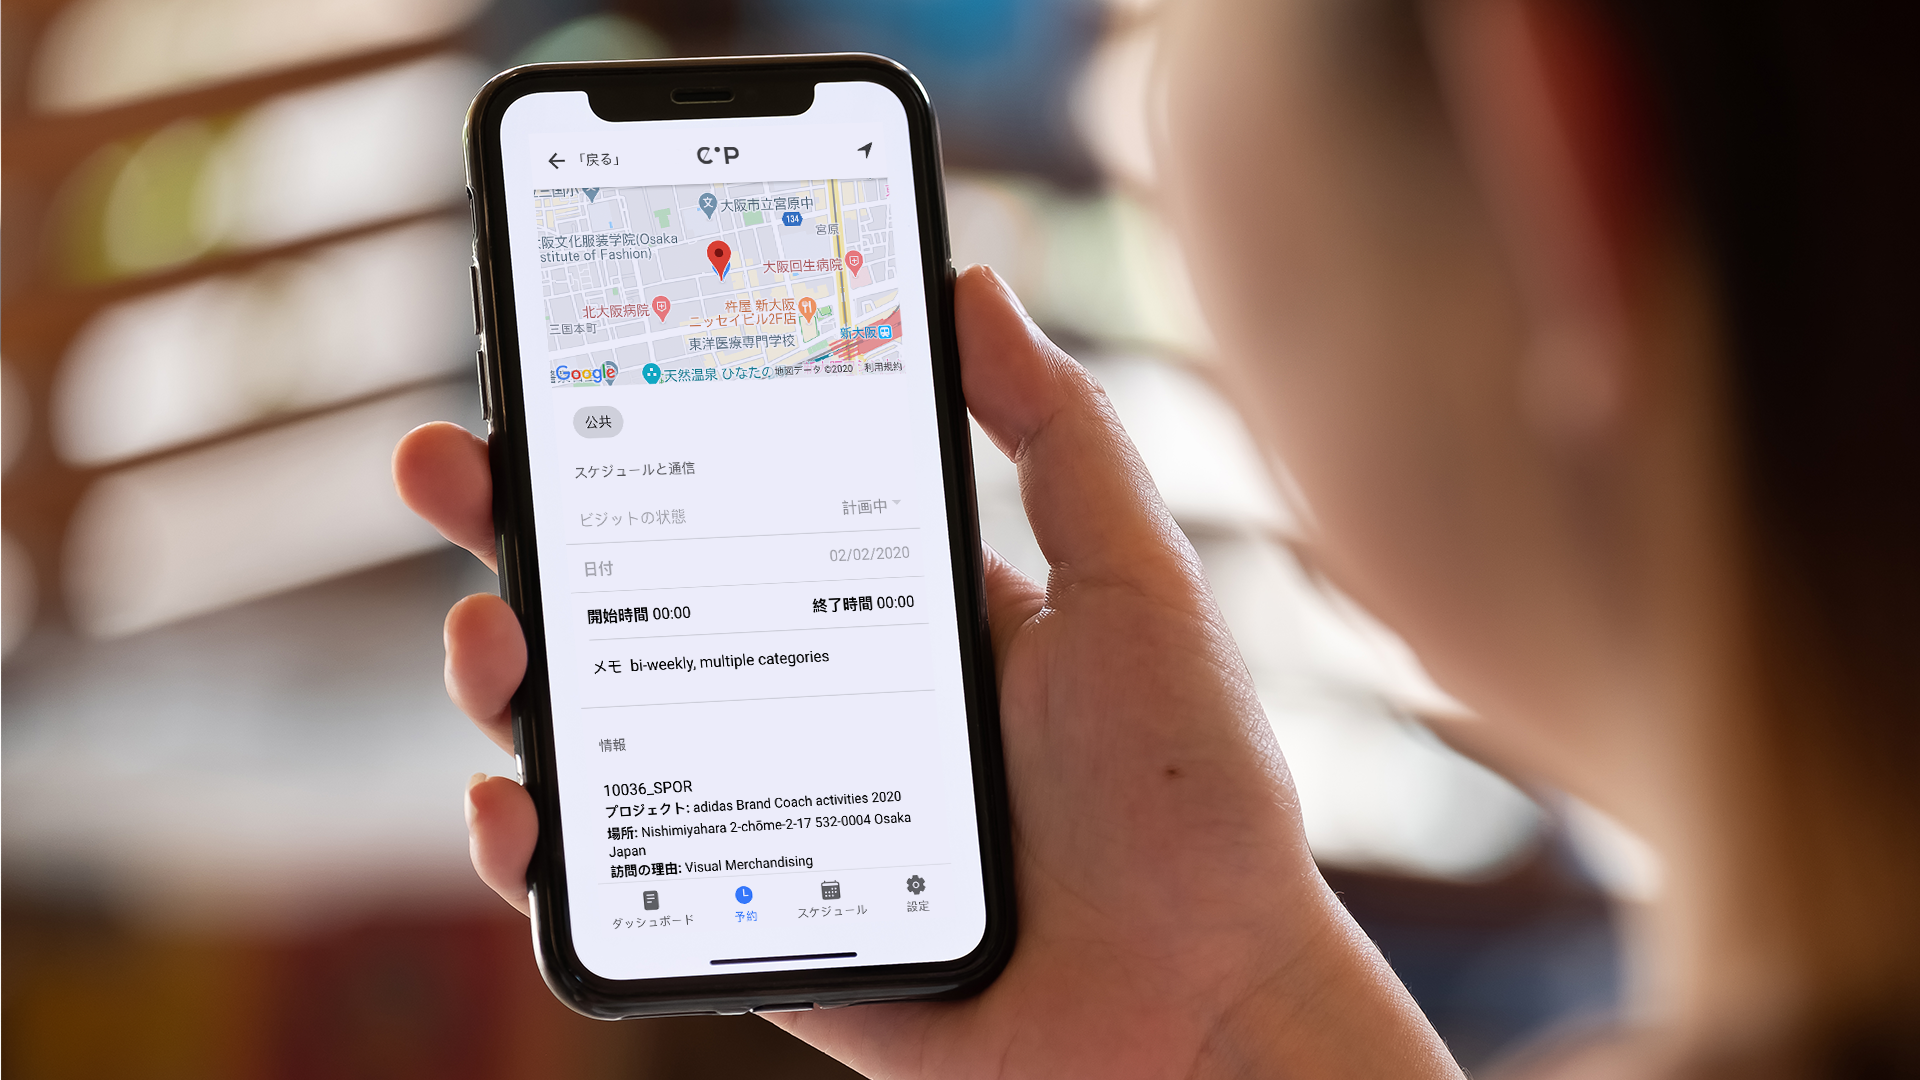 「戻る」
C·P
三国小
文
大阪市立宮原中
134
宮原
阪文化服装学院(Osaka
stitute of Fashion)
大阪回生病院
北大阪病院
杵屋 新大阪
ニッセイビル2F店
三国本町
東洋医療専門学校
新大阪
Google
天然温泉 ひなたの
地図データ ©2020
利用規約
公共
スケジュールと通信
ビジットの状態 計画中
日付 02/02/2020
開始時間 00:00 終了時間 00:00
メモ bi-weekly, multiple categories
情報
10036_SPOR
プロジェクト: adidas Brand Coach activities 2020
場所: Nishimiyahara 2-chōme-2-17 532-0004 Osaka
Japan
訪問の理由: Visual Merchandising
ダッシュボード 予約 スケジュール 設定